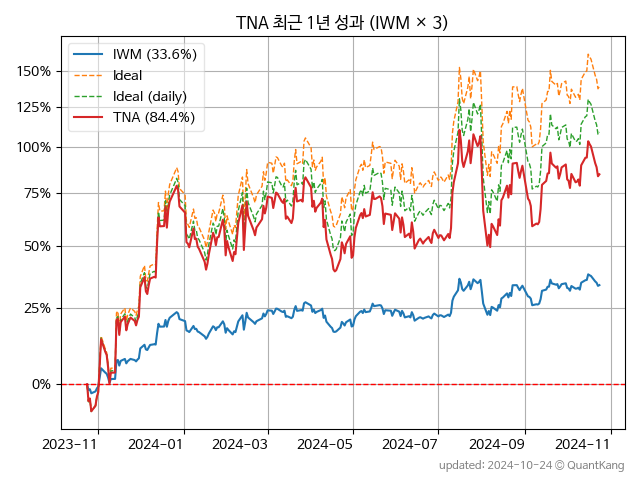 TNA 최근 1년 성과 (IWM × 3)
IWM (33.6%)
Ideal
Ideal (daily)
TNA (84.4%)
150%
125%
100%
75%
50%
25%
0%
2023-11 2024-01 2024-03 2024-05 2024-07 2024-09 2024-11
updated: 2024-10-24 © QuantKang